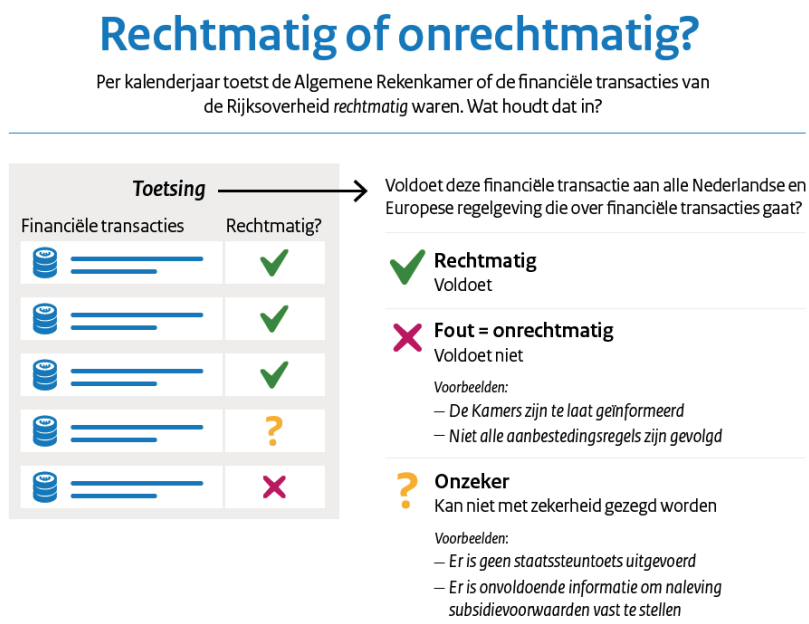 Rechtmatig of onrechtmatig?
Per kalenderjaar toetst de Algemene Rekenkamer of de financiële transacties van
de Rijksoverheid rechtmatig waren. Wat houdt dat in?
Toetsing
Financiële transacties
Rechtmatig?
Voldoet deze financiële transactie aan alle Nederlandse en
Europese regelgeving die over financiële transacties gaat?
Rechtmatig
Voldoet
Fout = onrechtmatig
Voldoet niet
Voorbeelden:
– De Kamers zijn te laat geïnformeerd
– Niet alle aanbestedingsregels zijn gevolgd
?
?
Onzeker
Kan niet met zekerheid gezegd worden
Voorbeelden:
– Er is geen staatssteuntoets uitgevoerd
– Er is onvoldoende informatie om naleving
subsidievoorwaarden vast te stellen